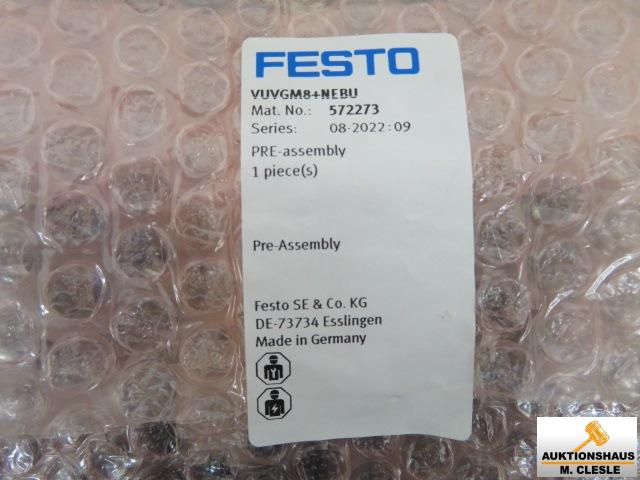 FESTO
VUVGM8+NEBU
Mat. No.: 572273
Series: 08-2022:09
PRE-assembly
1 piece(s)
Pre-Assembly
Festo SE & Co. KG
DE-73734 Esslingen
Made in Germany
AUKTIONSHAUS
M. CLESLE